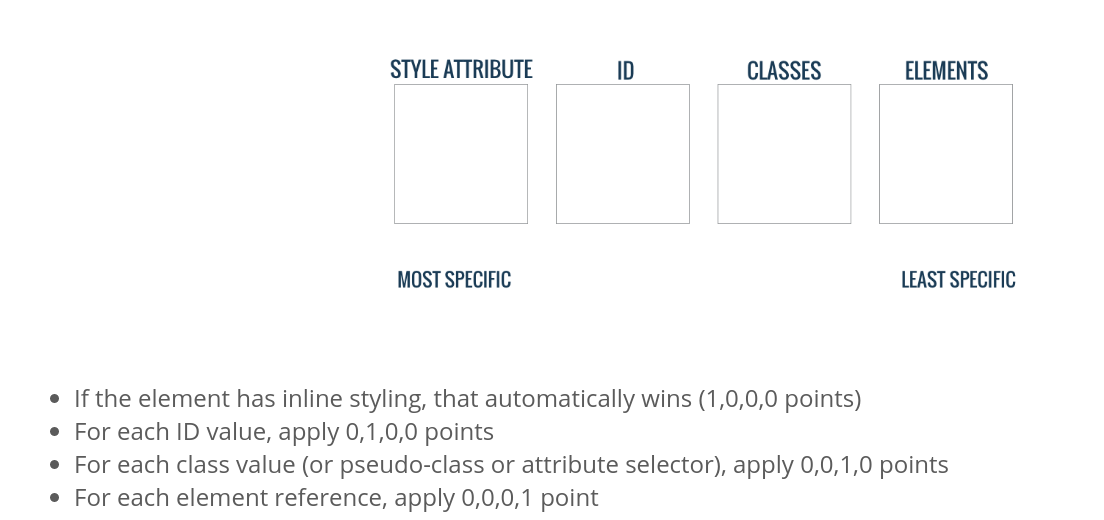 STYLE ATTRIBUTE ID CLASSES ELEMENTS
MOST SPECIFIC LEAST SPECIFIC
• If the element has inline styling, that automatically wins (1,0,0,0 points)
• For each ID value, apply 0,1,0,0 points
• For each class value (or pseudo-class or attribute selector), apply 0,0,1,0 points
• For each element reference, apply 0,0,0,1 point